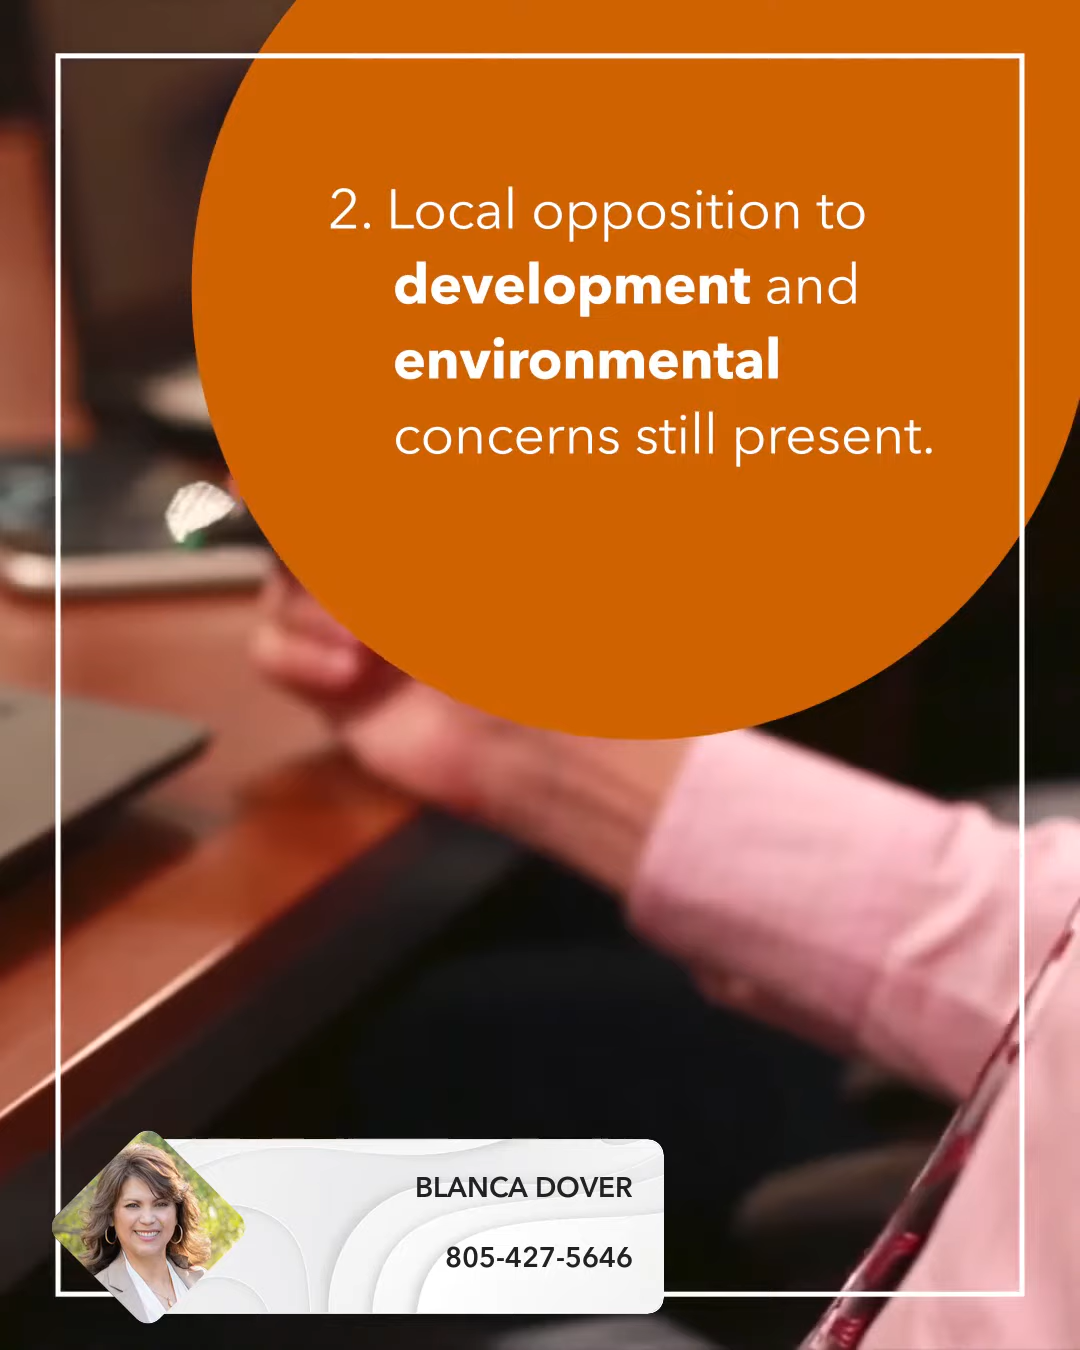 2. Local opposition to
development and
environmental
concerns still present.
BLANCA DOVER
805-427-5646